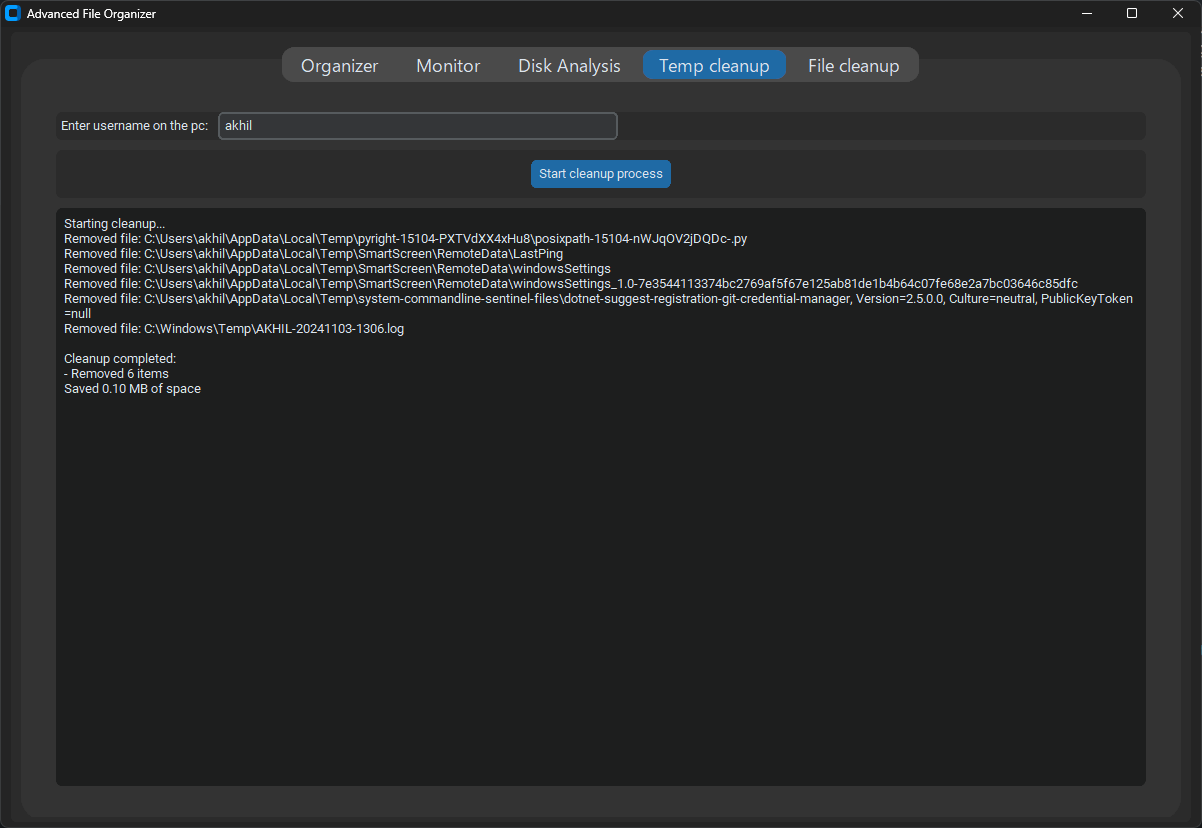 Advanced File Organizer
Organizer Monitor Disk Analysis Temp cleanup File cleanup
Enter username on the pc: akhil
Start cleanup process
Starting cleanup...
Removed file: C:\Users\akhil\AppData\Local\Temp\pyright-15104-PXTVdXX4xHu8\posixpath-15104-nWJqOV2jDQDc-.py
Removed file: C:\Users\akhil\AppData\Local\Temp\SmartScreen\RemoteData\LastPing
Removed file: C:\Users\akhil\AppData\Local\Temp\SmartScreen\RemoteData\windowsSettings
Removed file: C:\Users\akhil\AppData\Local\Temp\SmartScreen\RemoteData\windowsSettings_1.0-7e3544113374bc2769af5f67e125ab81de1b4b64c07fe68e2a7bc03646c85dfc
Removed file: C:\Users\akhil\AppData\Local\Temp\system-commandline-sentinel-files\dotnet-suggest-registration-git-credential-manager, Version=2.5.0.0, Culture=neutral, PublicKeyToken
=null
Removed file: C:\Windows\Temp\AKHIL-20241103-1306.log
Cleanup completed:
- Removed 6 items
Saved 0.10 MB of space